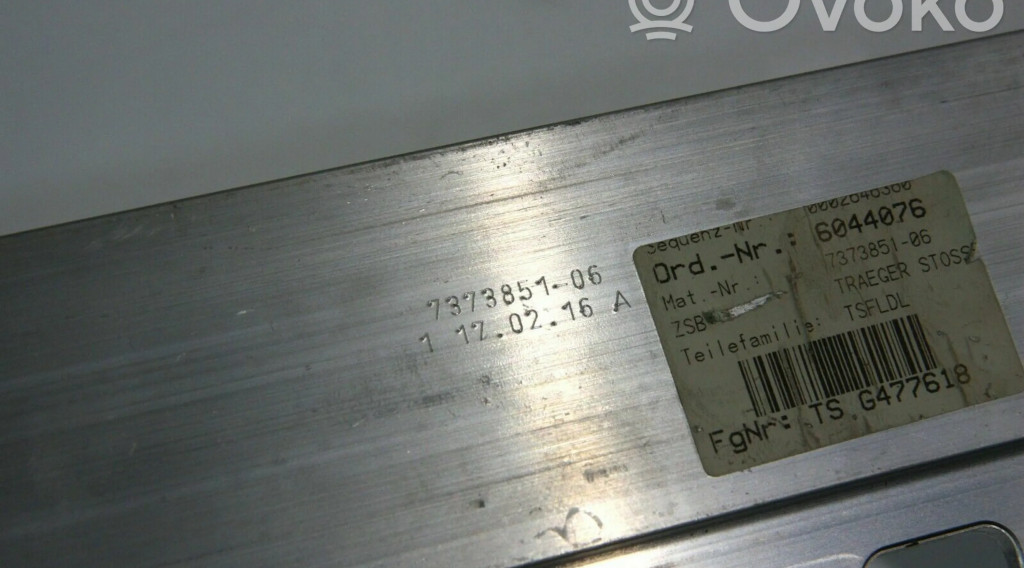 OVOKO
7373851-06
1 17.02.16 A
Sequenz-Nr 0002646360
Ord.-Nr.: 6044076
Mat.-Nr.: 7373851-06
ZSB TRAEGER STOSS
Teilefamilie: TSFLDL
FgNr: TS G477618